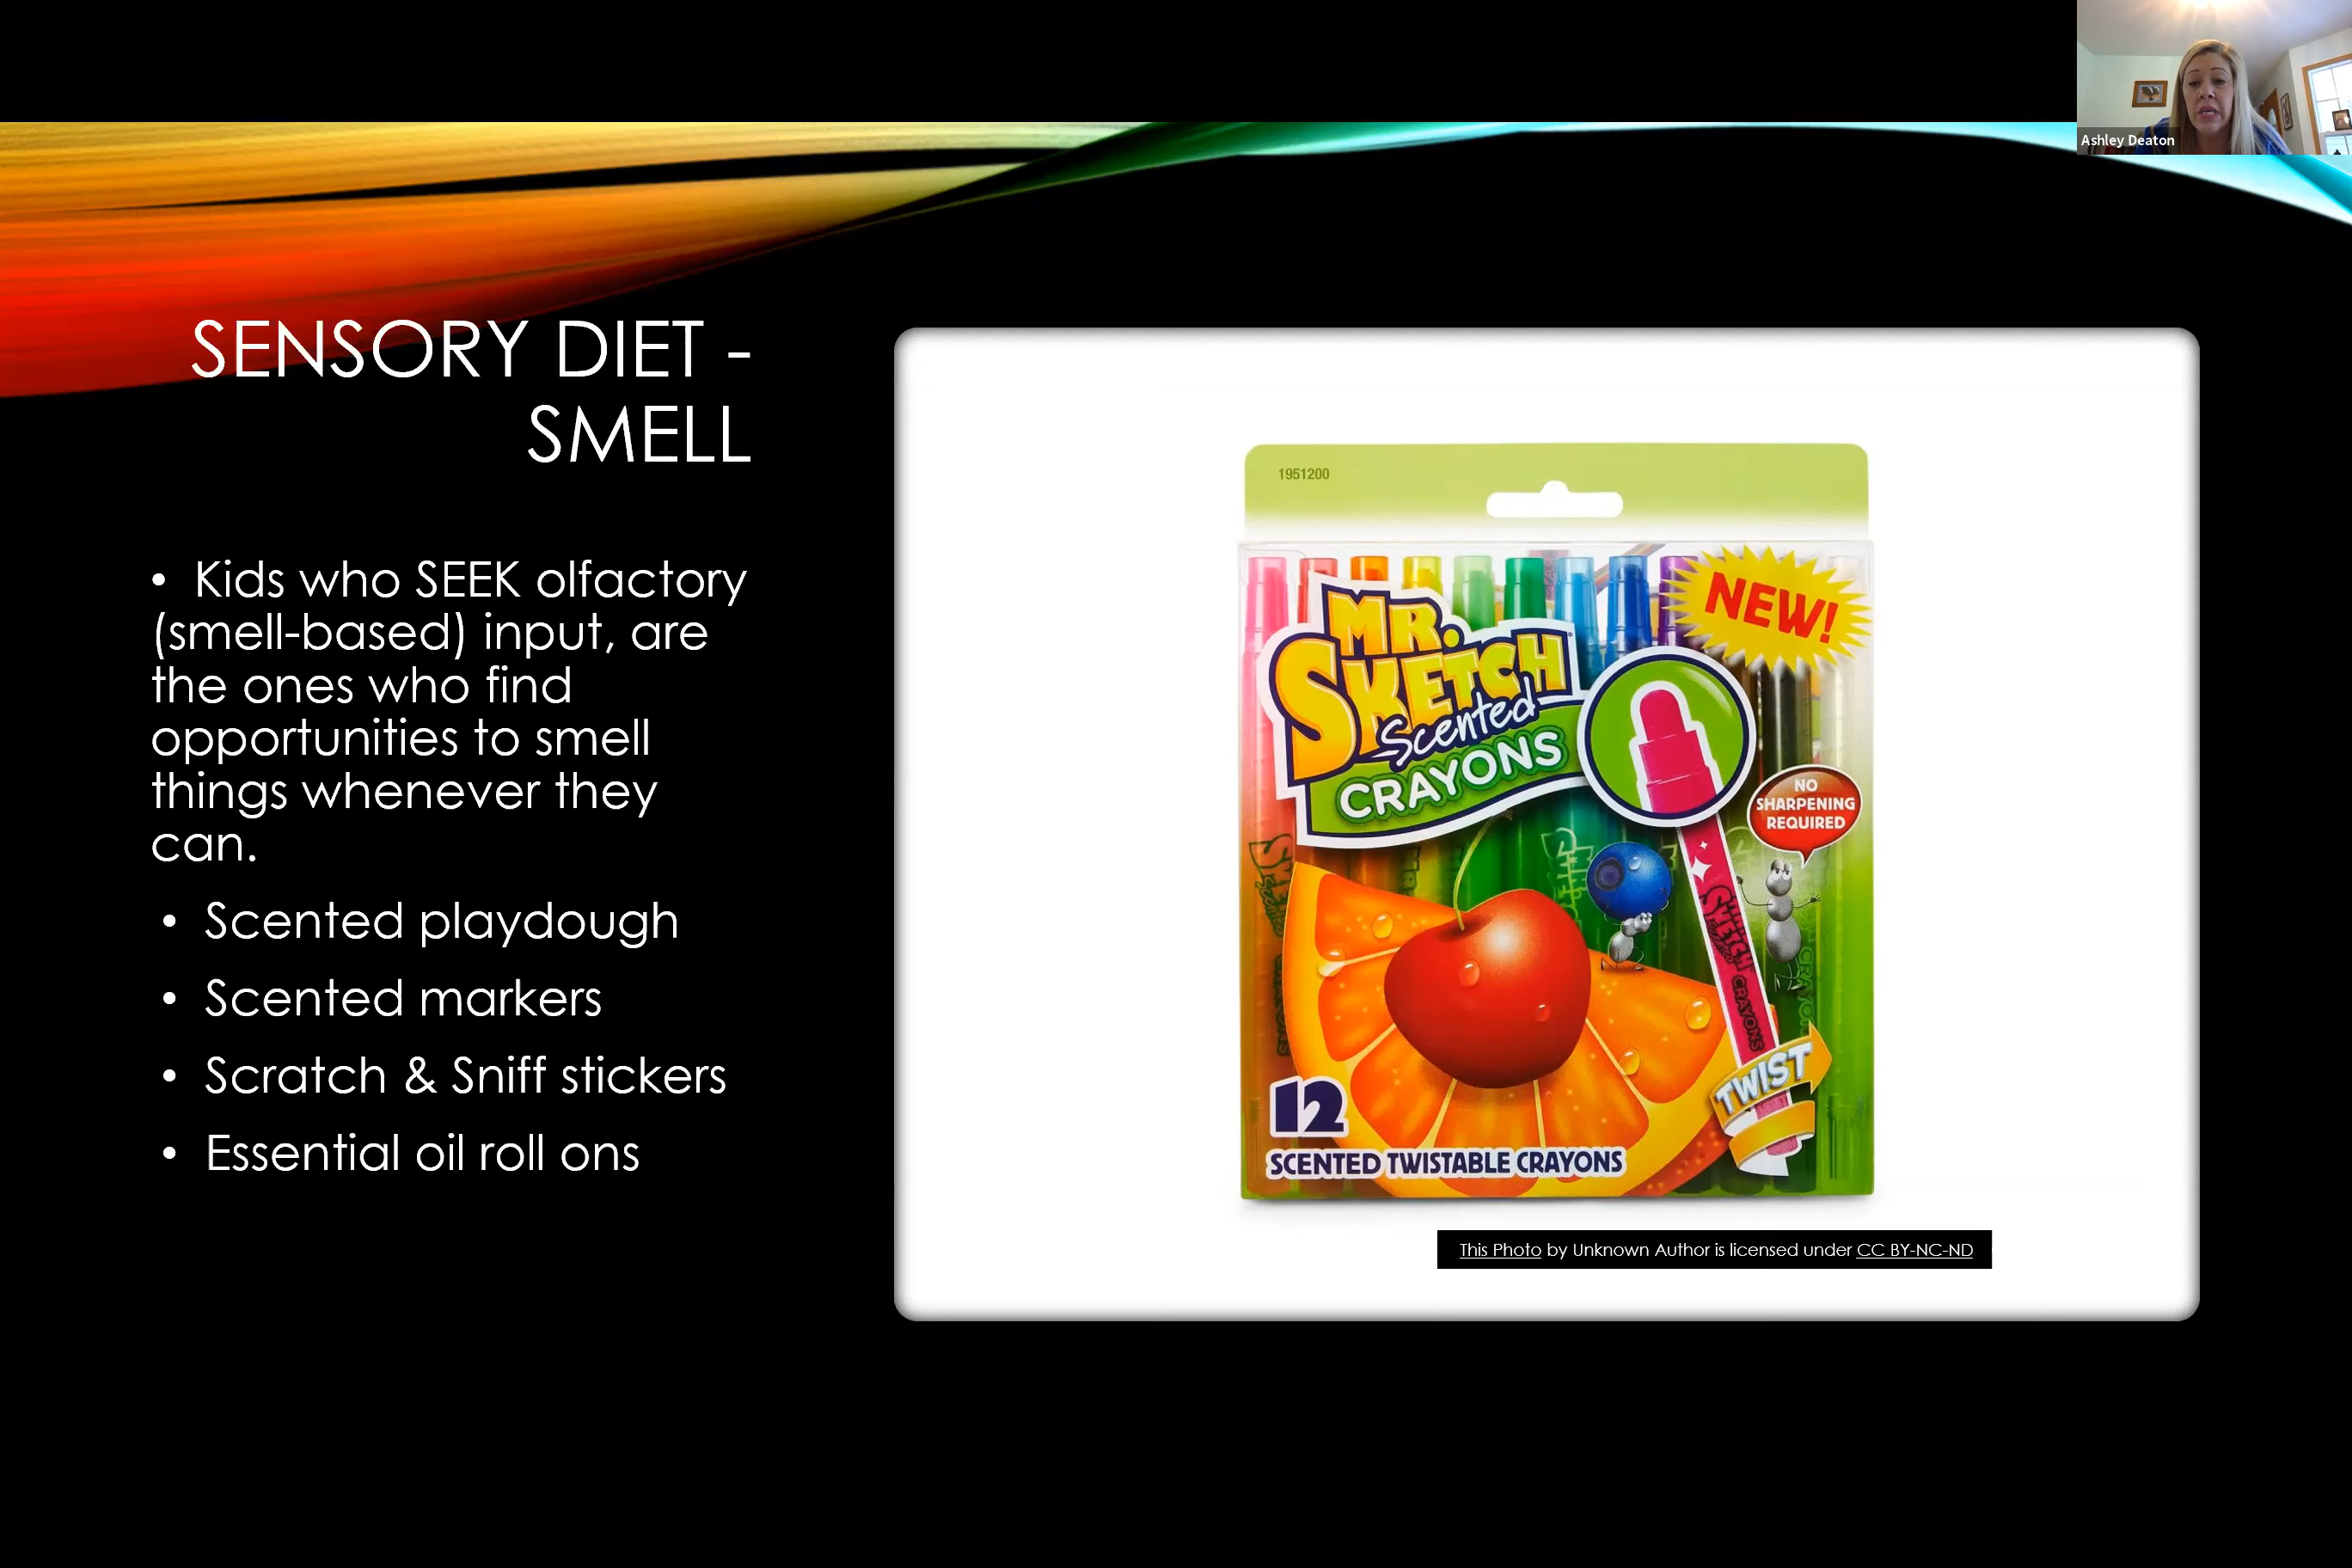 Ashley Deaton
SENSORY DIET -
SMELL
• Kids who SEEK olfactory
(smell-based) input, are
the ones who find
opportunities to smell
things whenever they
can.
• Scented playdough
• Scented markers
• Scratch & Sniff stickers
• Essential oil roll ons
1951200
NEW!
MR.
SKETCH
Scented
CRAYONS
NO
SHARPENING
REQUIRED
SKETCH
CRAYONS
TWIST
12
SCENTED TWISTABLE CRAYONS
This Photo by Unknown Author is licensed under CC BY-NC-ND